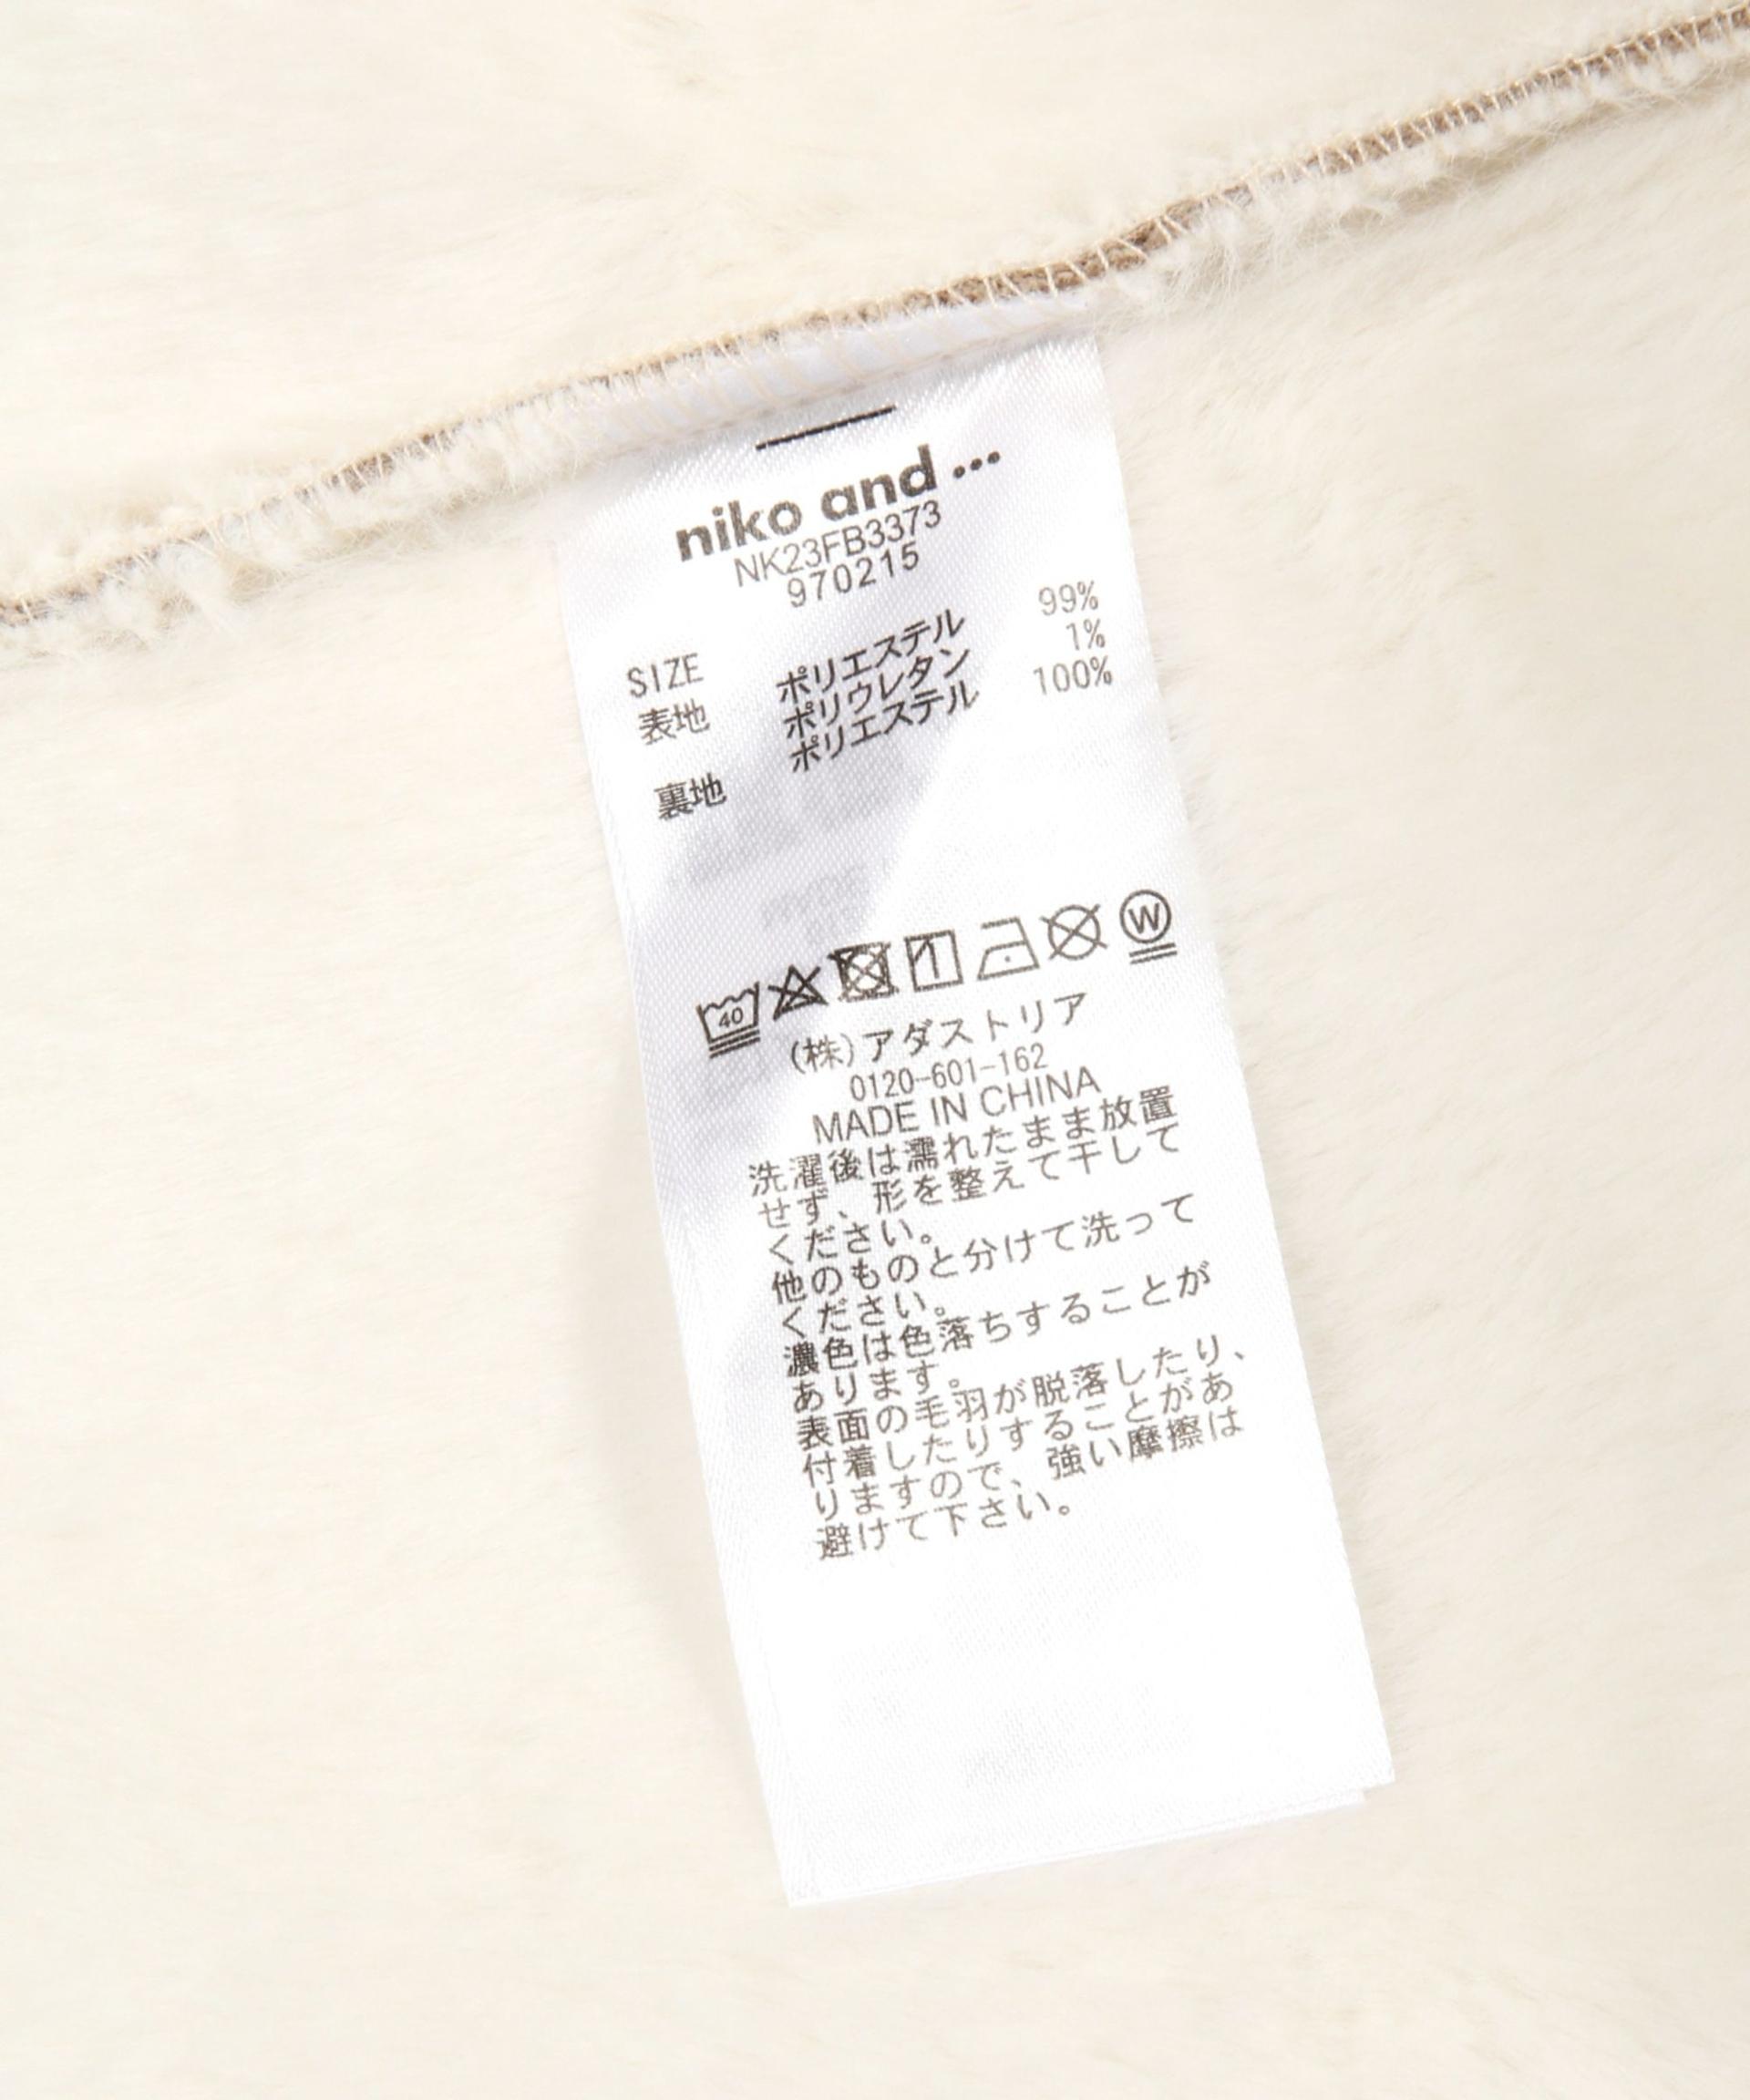 niko and...
NK23FB3373
970215
SIZE
表地 ポリエステル 99%
ポリウレタン 1%
裏地 ポリエステル 100%
40
W
(株)アダストリア
0120-601-162
MADE IN CHINA
洗濯後は濡れたまま放置
せず、形を整えて干して
ください。
他のものと分けて洗って
ください。
濃色は色落ちすることが
あります。
表面の毛羽が脱落したり、
付着したりすることがあ
りますので、強い摩擦は
避けて下さい。